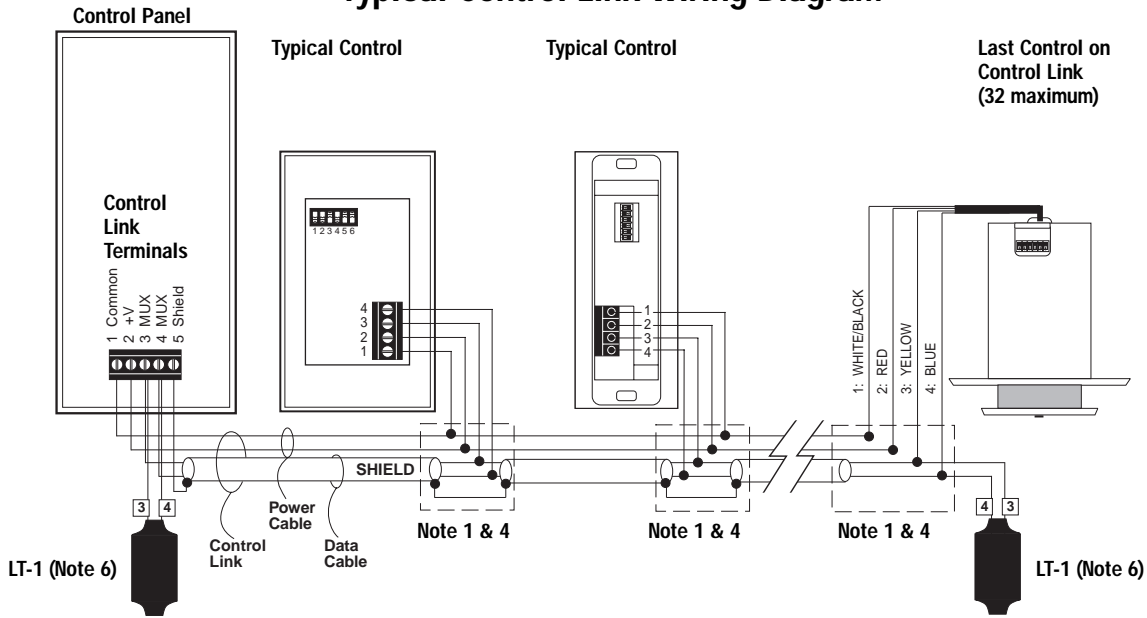 Typical Control Link Wiring Diagram
Control Panel
Typical Control
Typical Control
Last Control on
Control Link
(32 maximum)
Control
Link
Terminals
1 Common
2 +V
3 MUX
4 MUX
5 Shield
1 2 3 4 5 6
4
3
2
1
1
2
3
4
1: WHITE/BLACK
2: RED
3: YELLOW
4: BLUE
SHIELD
3 4
Power
Cable
Control
Link
Data
Cable
Note 1 & 4
Note 1 & 4
Note 1 & 4
4 3
LT-1 (Note 6)
LT-1 (Note 6)